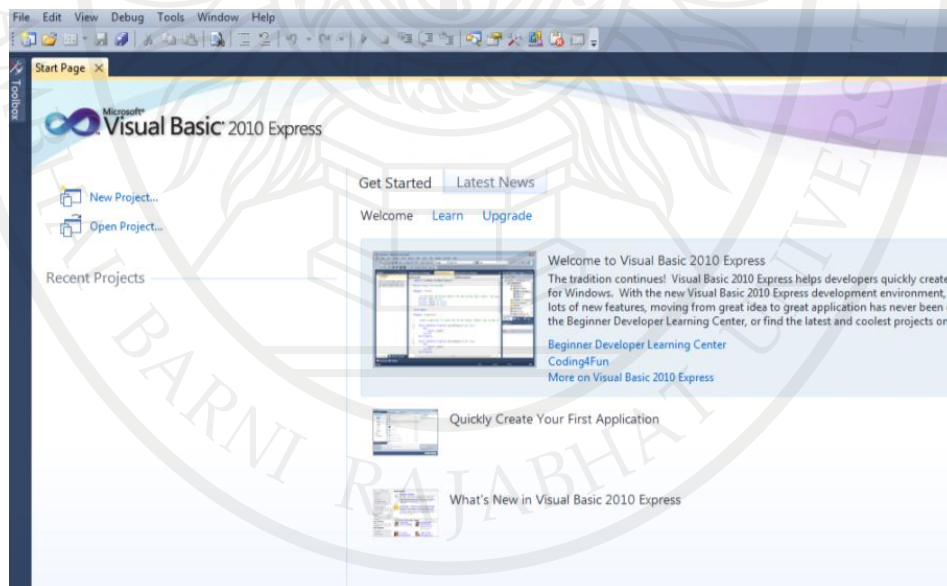 File Edit View Debug Tools Window Help
Start Page
Toolbox
Microsoft®
Visual Basic® 2010 Express
New Project...
Open Project...
Recent Projects
Get Started Latest News
Welcome Learn Upgrade
Welcome to Visual Basic 2010 Express
The tradition continues! Visual Basic 2010 Express helps developers quickly create
for Windows. With the new Visual Basic 2010 Express development environment,
lots of new features, moving from great idea to great application has never been
the Beginner Developer Learning Center, or find the latest and coolest projects on
Beginner Developer Learning Center
Coding4Fun
More on Visual Basic 2010 Express
Quickly Create Your First Application
What's New in Visual Basic 2010 Express
BARNI RAJABHAT UNIVERS